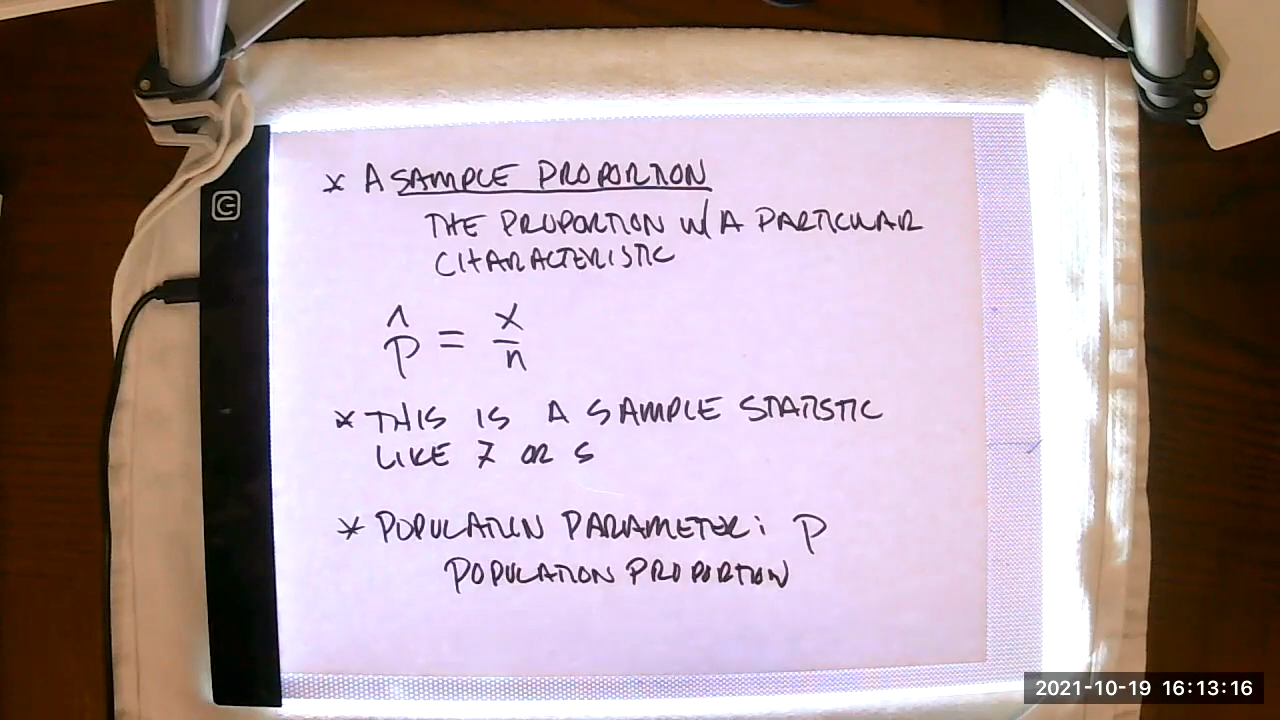 * A SAMPLE PROPORTION
THE PROPORTION W/ A PARTICULAR
CHARACTERISTIC
p̂ = x/n
* THIS IS A SAMPLE STATISTIC
LIKE x̄ OR S
* POPULATION PARAMETER: p
POPULATION PROPORTION
2021-10-19 16:13:16